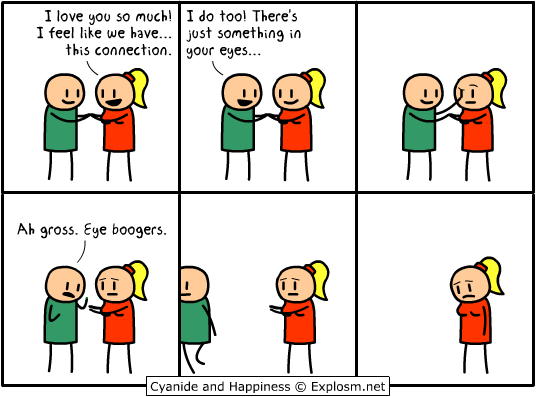 I love you so much!
I feel like we have...
this connection.
I do too! There's
just something in
your eyes...
Ah gross. Eye boogers.
Cyanide and Happiness © Explosm.net